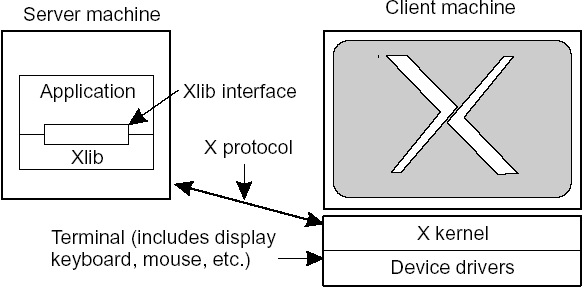 Server machine
Client machine
Application
Xlib interface
Xlib
X protocol
Terminal (includes display
keyboard, mouse, etc.)
X kernel
Device drivers